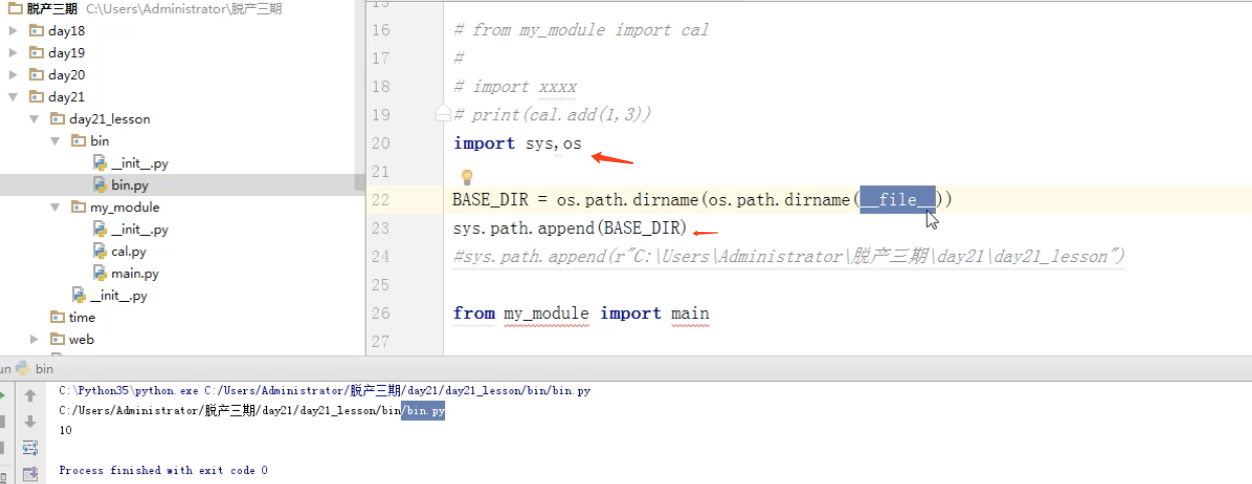 脱产三期 C:\Users\Administrator\脱产三期
day18
day19
day20
day21
day21_lesson
bin
__init__.py
bin.py
my_module
__init__.py
cal.py
main.py
__init__.py
time
web
16 # from my_module import cal
17 #
18 # import xxxx
19 # print(cal.add(1,3))
20 import sys,os
21
22 BASE_DIR = os.path.dirname(os.path.dirname(__file__))
23 sys.path.append(BASE_DIR)
24 #sys.path.append(r"C:\Users\Administrator\脱产三期\day21\day21_lesson")
25
26 from my_module import main
27
un bin
C:\Python35\python.exe C:/Users/Administrator/脱产三期/day21/day21_lesson/bin/bin.py
C:/Users/Administrator/脱产三期/day21/day21_lesson/bin/bin.py
10
Process finished with exit code 0